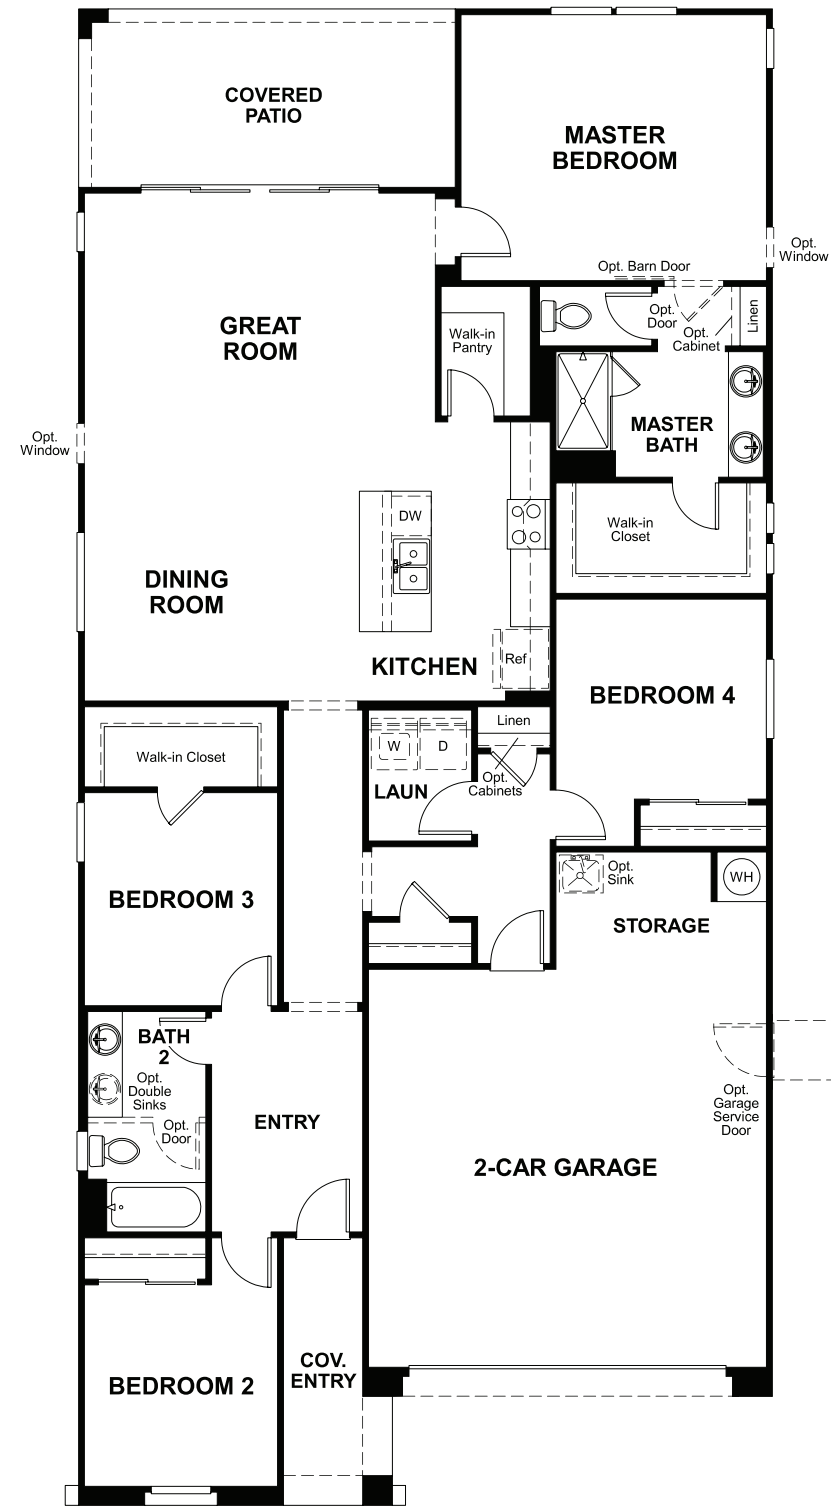 COVERED
PATIO
MASTER
BEDROOM
Opt.
Window
Opt. Barn Door
GREAT
ROOM
Walk-in
Pantry
Opt.
Door
Opt.
Cabinet
Linen
Opt.
Window
MASTER
BATH
DW
Walk-in
Closet
DINING
ROOM
KITCHEN
Ref
BEDROOM 4
Walk-in Closet
W
D
Linen
LAUN
Opt.
Cabinets
BEDROOM 3
Opt.
Sink
WH
STORAGE
BATH
2
Opt.
Double
Sinks
Opt.
Door
ENTRY
Opt.
Garage
Service
Door
2-CAR GARAGE
COV.
ENTRY
BEDROOM 2